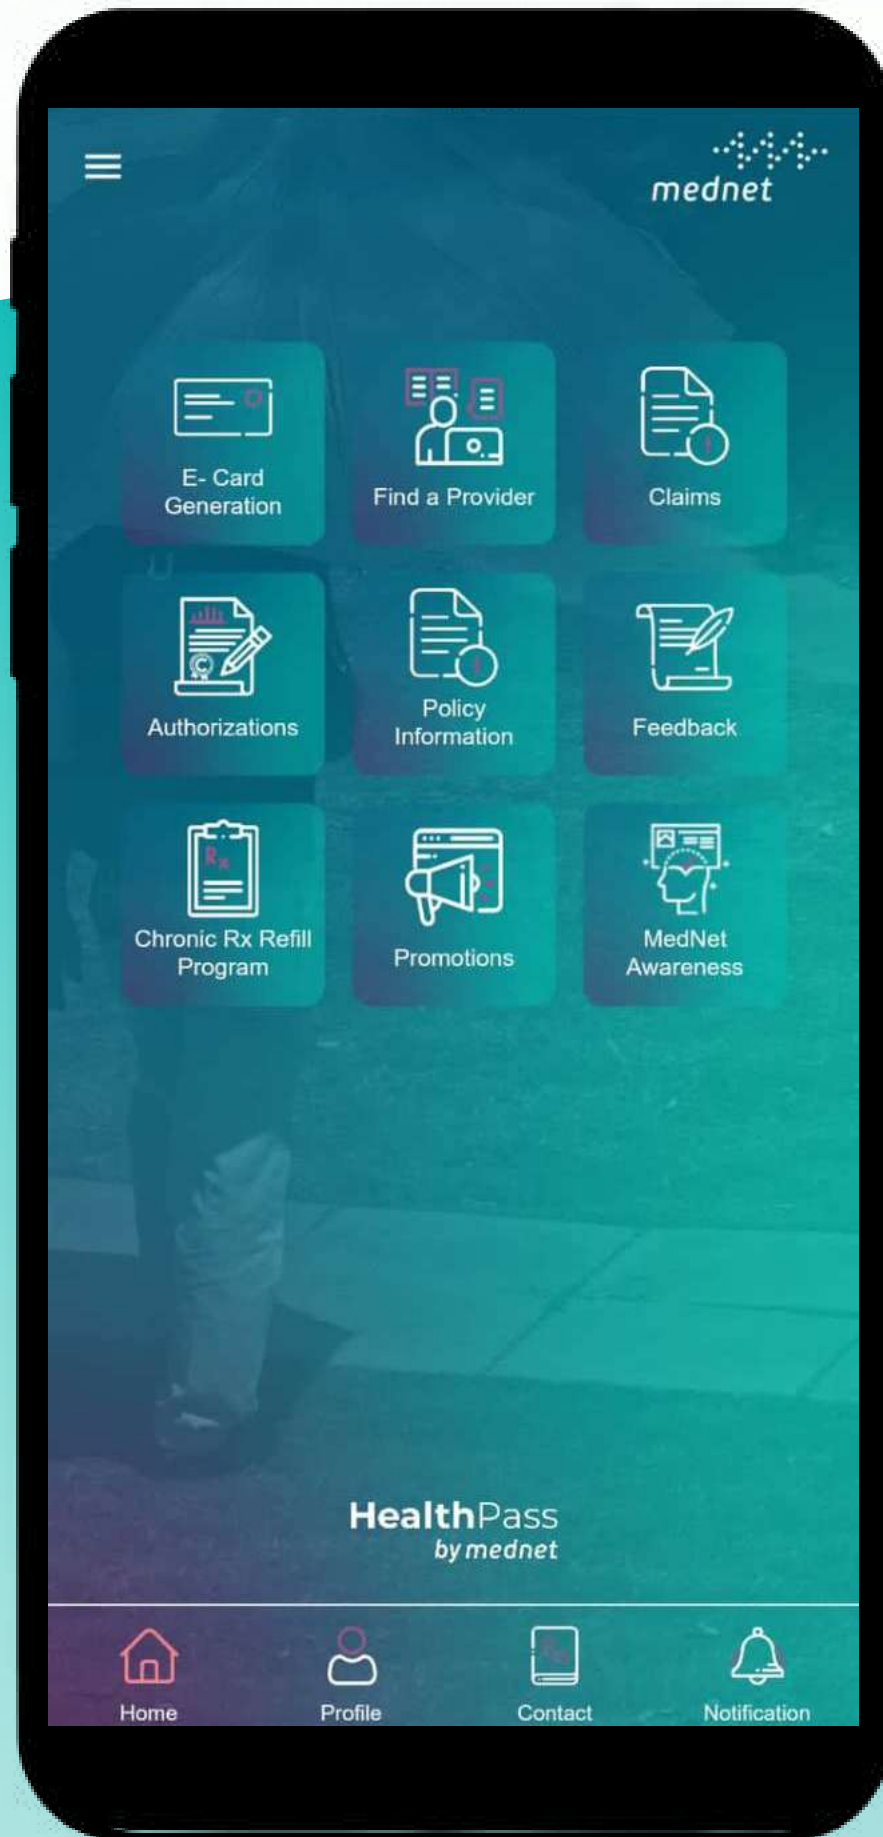 mednet
E- Card
Generation
Find a Provider
Claims
Authorizations
Policy
Information
Feedback
Rx
Chronic Rx Refill
Program
Promotions
MedNet
Awareness
HealthPass
by mednet
Home
Profile
Contact
Notification